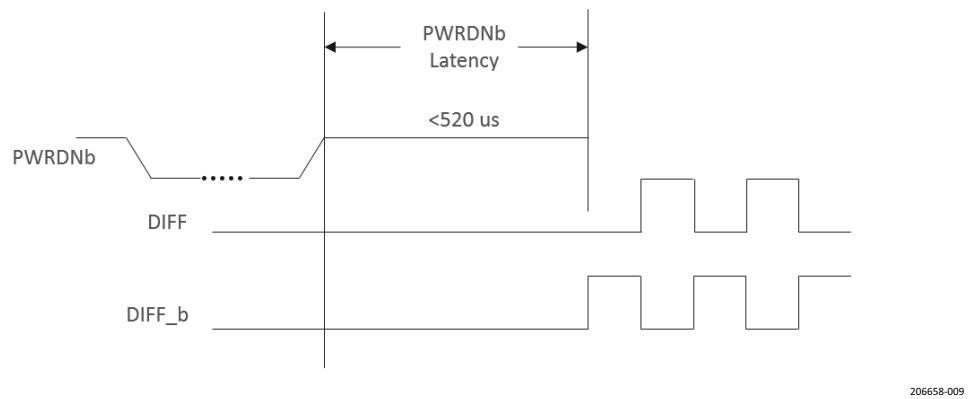 PWRDNb
Latency
<520 us
PWRDNb
DIFF
DIFF_b
206658-009